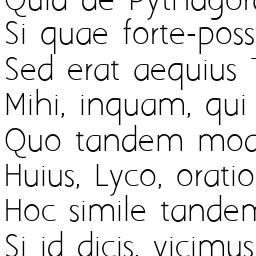 Quid de Pythagor
Si quae forte-poss
Sed erat aequius
Mihi, inquam, qui
Quo tandem mod
Huius, Lyco, oratio
Hoc simile tandem
Si id dicis, vicimus